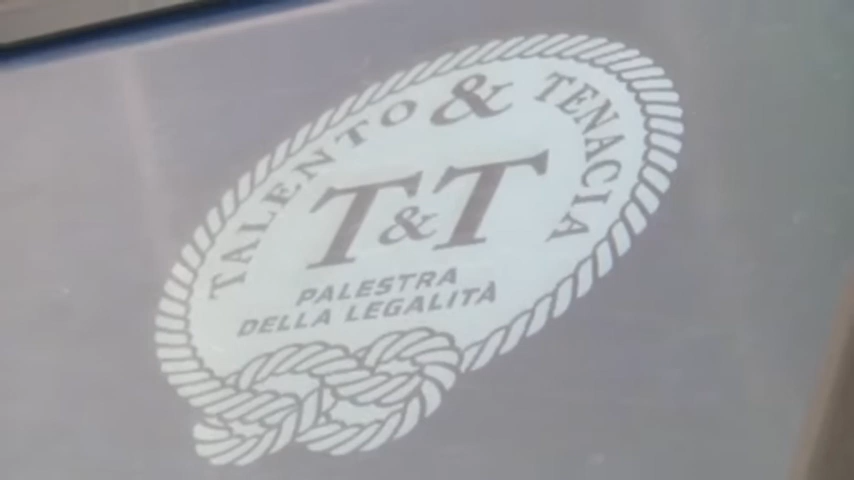 TALENTO & TENACIA
T&T
PALESTRA
DELLA LEGALITÀ